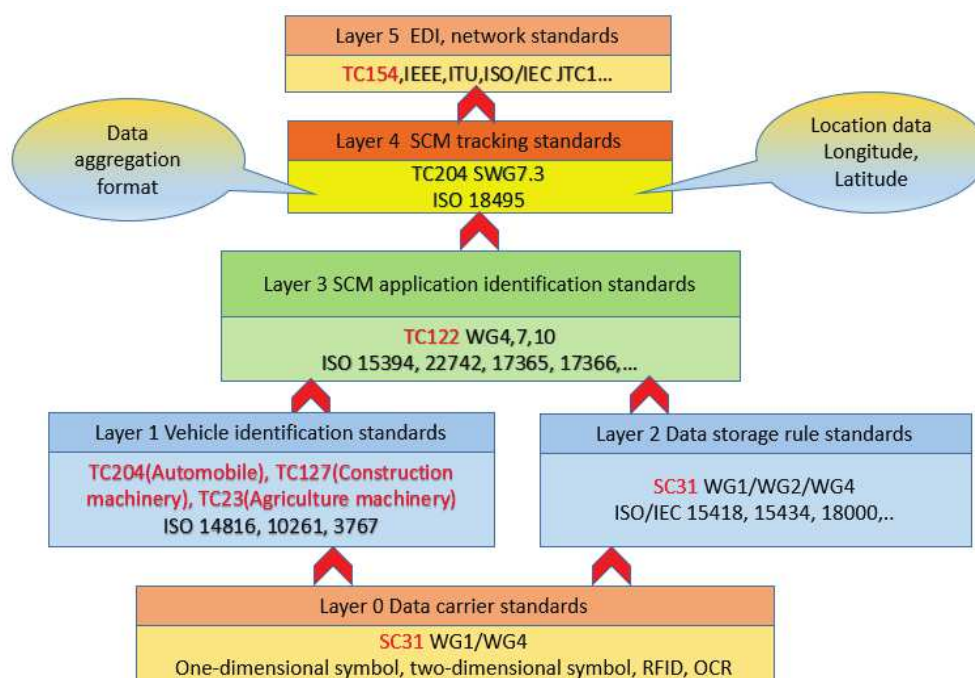 Layer 5  EDI, network standards
TC154,IEEE,ITU,ISO/IEC JTC1...
Data
aggregation
format
Layer 4  SCM tracking standards
TC204 SWG7.3
ISO 18495
Location data
Longitude,
Latitude
Layer 3 SCM application identification standards
TC122 WG4,7,10
ISO 15394, 22742, 17365, 17366,...
Layer 1 Vehicle identification standards
TC204(Automobile), TC127(Construction
machinery), TC23(Agriculture machinery)
ISO 14816, 10261, 3767
Layer 2 Data storage rule standards
SC31 WG1/WG2/WG4
ISO/IEC 15418, 15434, 18000,..
Layer 0 Data carrier standards
SC31 WG1/WG4
One-dimensional symbol, two-dimensional symbol, RFID, OCR